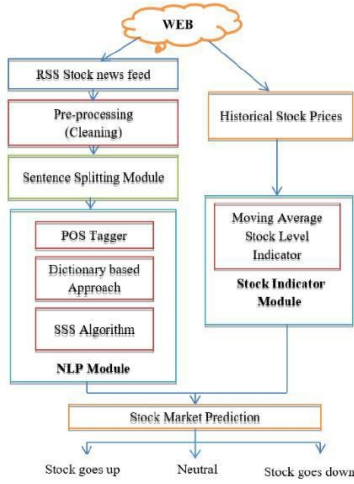 WEB
RSS Stock news feed
Pre-processing
(Cleaning)
Sentence Splitting Module
POS Tagger
Dictionary based
Approach
SSS Algorithm
NLP Module
Historical Stock Prices
Moving Average
Stock Level
Indicator
Stock Indicator
Module
Stock Market Prediction
Stock goes up
Neutral
Stock goes down